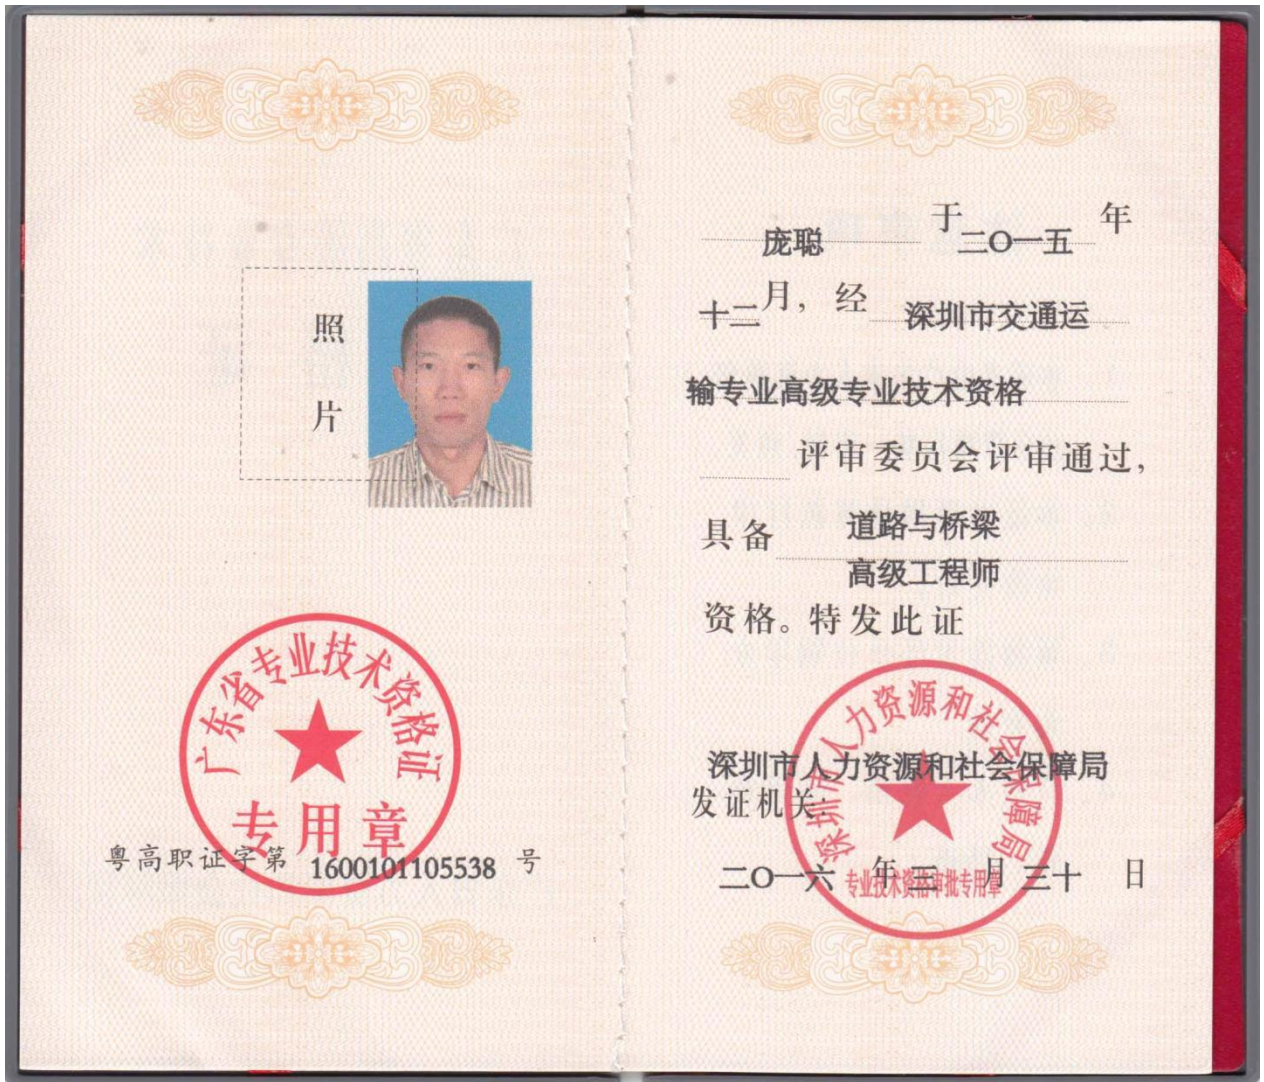 照
片
广东省专业技术资格证
专用章
粤高职证字第 1600101105538 号
庞聪 于 二〇一五 年
十二 月，经 深圳市交通运
输专业高级专业技术资格
评审委员会评审通过，
具备 道路与桥梁
高级工程师
资格。特发此证
深圳市人力资源和社会保障局
深圳市人力资源和社会保障局
发证机关：
二〇一六 年 三 月 三十 日
专业技术资格审批专用章